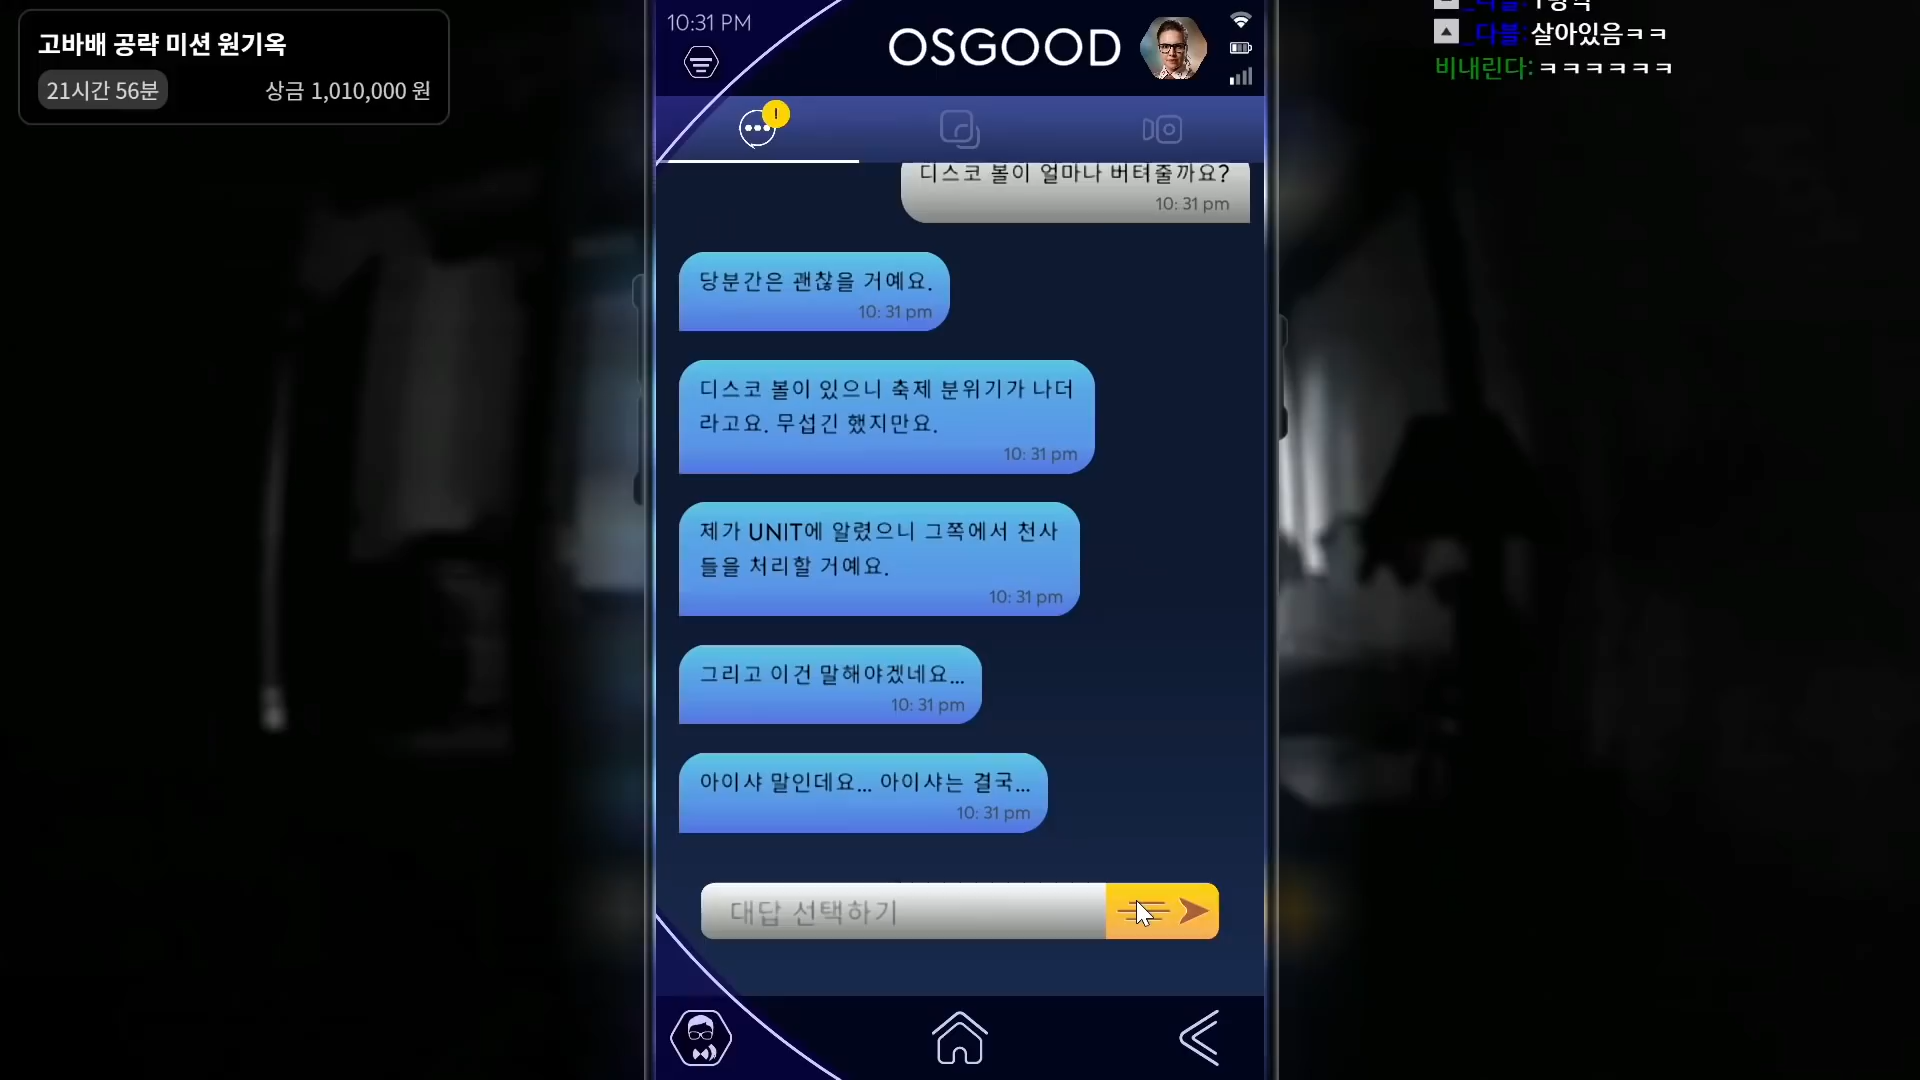 고바배 공략 미션 원기옥
21시간 56분
상금 1,010,000 원
10:31 PM
OSGOOD
!
디스코 볼이 얼마나 버텨줄까요?
10:31 pm
당분간은 괜찮을 거예요.
10:31 pm
디스코 볼이 있으니 축제 분위기가 나더
라고요. 무섭긴 했지만요.
10:31 pm
제가 UNIT에 알렸으니 그쪽에서 천사
들을 처리할 거예요.
10:31 pm
그리고 이건 말해야겠네요...
10:31 pm
아이샤 말인데요... 아이샤는 결국...
10:31 pm
대답 선택하기
_다블: 살아있음ㅋㅋ
비내린다: ㅋㅋㅋㅋㅋㅋ